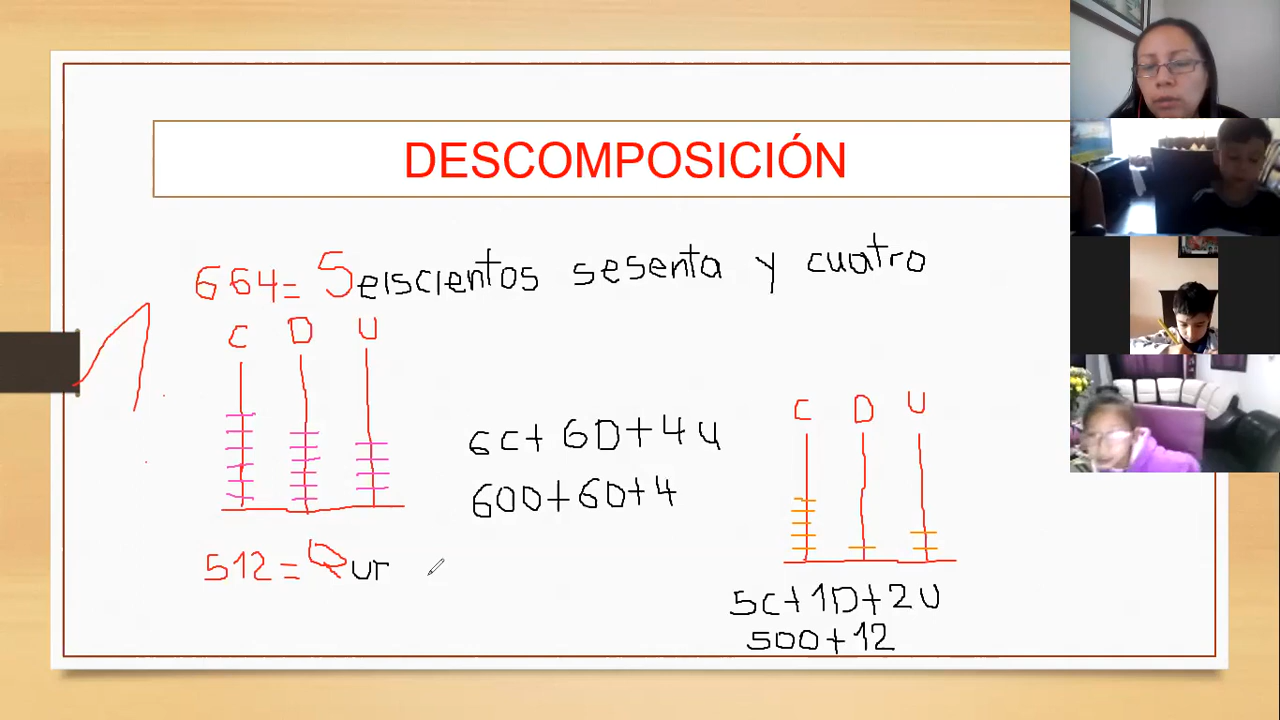 DESCOMPOSICIÓN
664= Seiscientos sesenta y cuatro
C D U
6C+ 6D+4U
600+60+4
512= Qur
C D U
5C+1D+2U
500+12